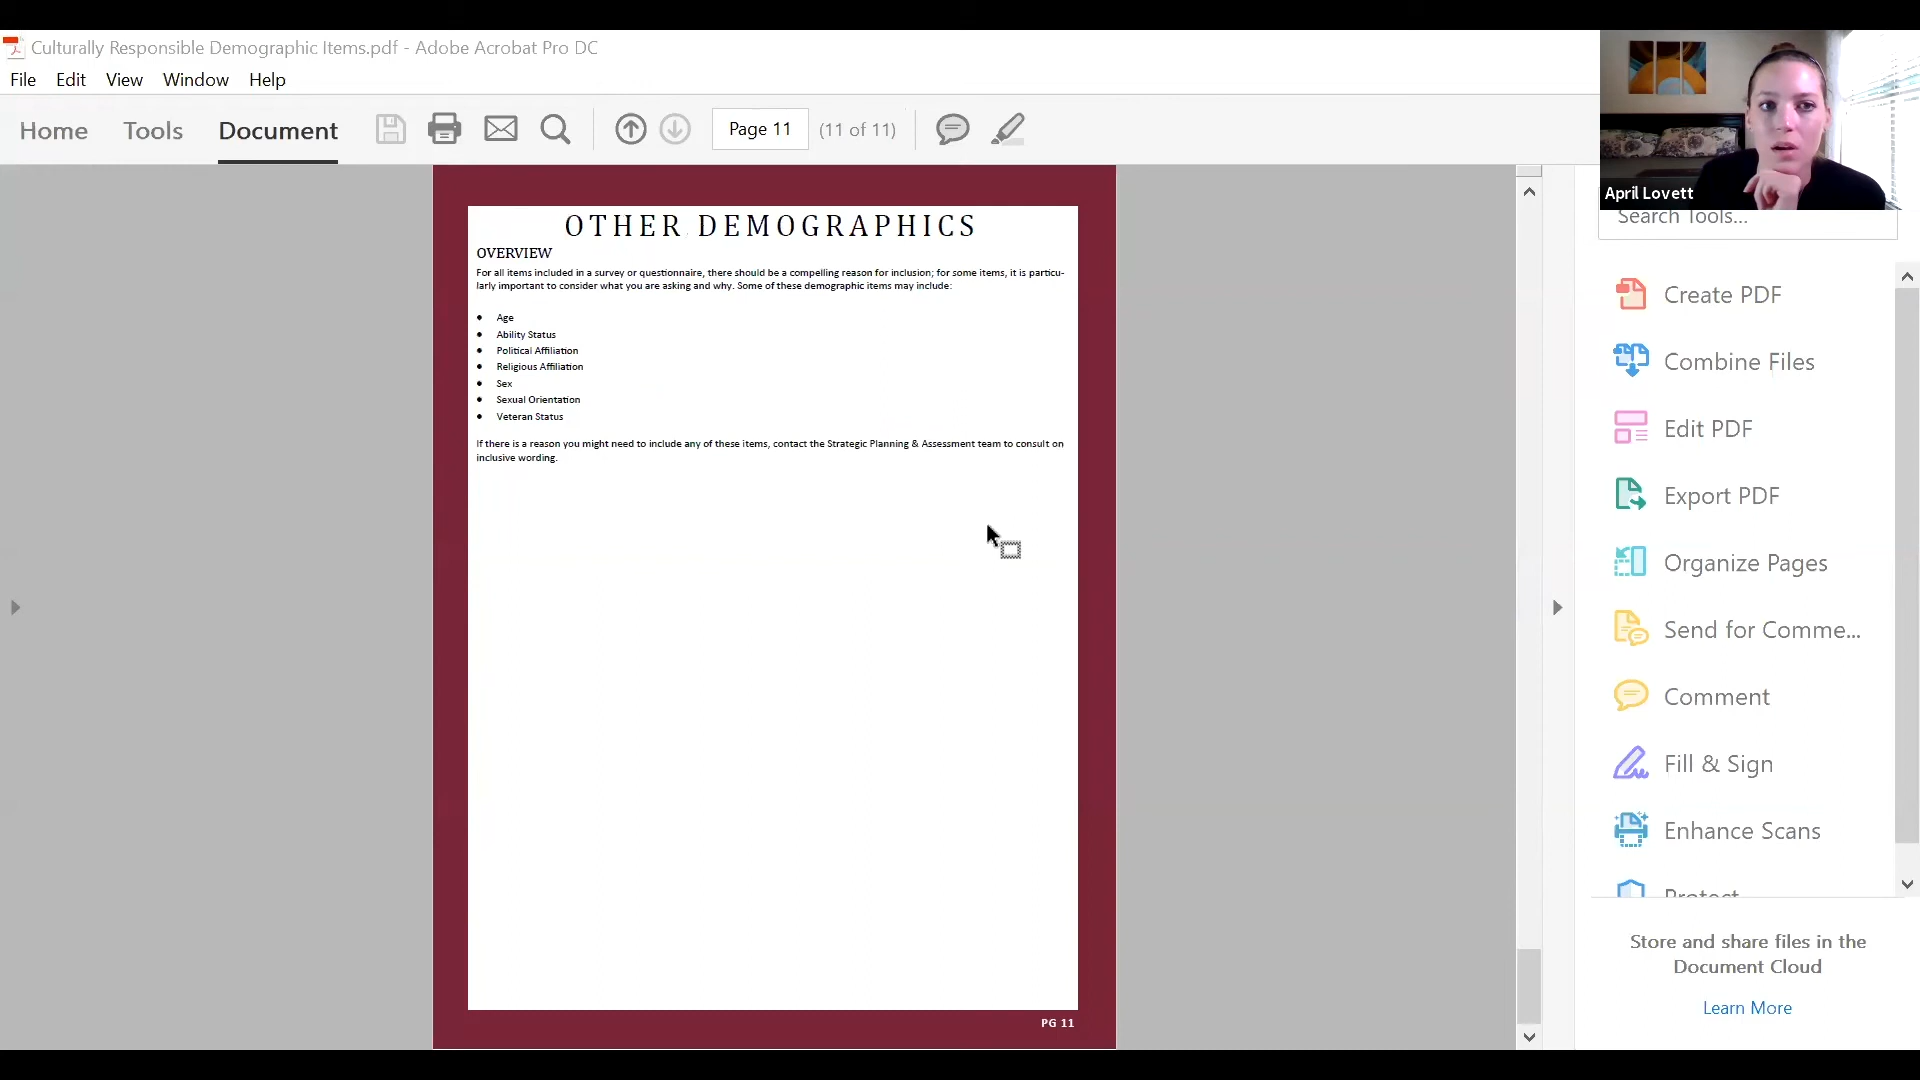 Culturally Responsible Demographic Items.pdf - Adobe Acrobat Pro DC
File Edit View Window Help
Home Tools Document Page 11 (11 of 11)
April Lovett
Search Tools...
OTHER DEMOGRAPHICS
OVERVIEW
For all items included in a survey or questionnaire, there should be a compelling reason for inclusion; for some items, it is particu-
larly important to consider what you are asking and why. Some of these demographic items may include:
• Age
• Ability Status
• Political Affiliation
• Religious Affiliation
• Sex
• Sexual Orientation
• Veteran Status
If there is a reason you might need to include any of these items, contact the Strategic Planning & Assessment team to consult on
inclusive wording.
PG 11
Create PDF
Combine Files
Edit PDF
Export PDF
Organize Pages
Send for Comme...
Comment
Fill & Sign
Enhance Scans
Protect
Store and share files in the
Document Cloud
Learn More